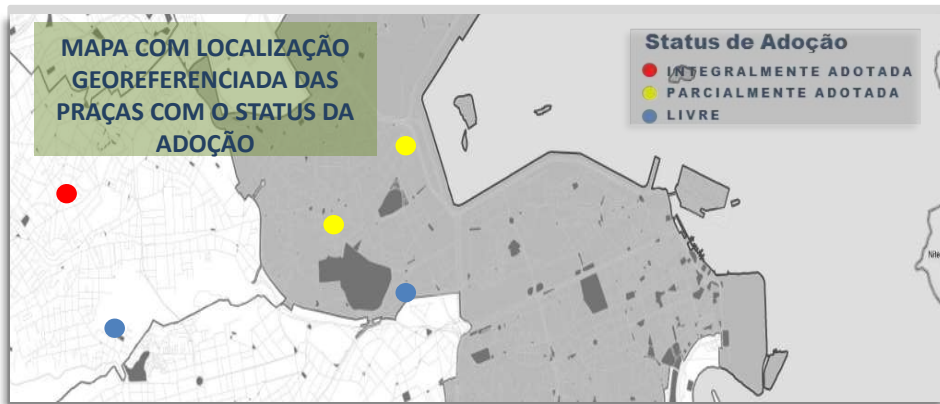 MAPA COM LOCALIZAÇÃO
GEOREFERENCIADA DAS
PRAÇAS COM O STATUS DA
ADOÇÃO
Status de Adoção
INTEGRALMENTE ADOTADA
PARCIALMENTE ADOTADA
LIVRE